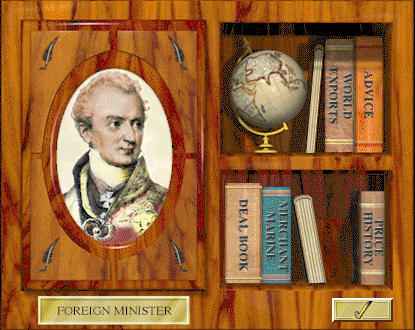 WORLD
EXPORTS
ADVICE
DEAL BOOK
MERCHANT
MARINE
PRICE
HISTORY
FOREIGN MINISTER